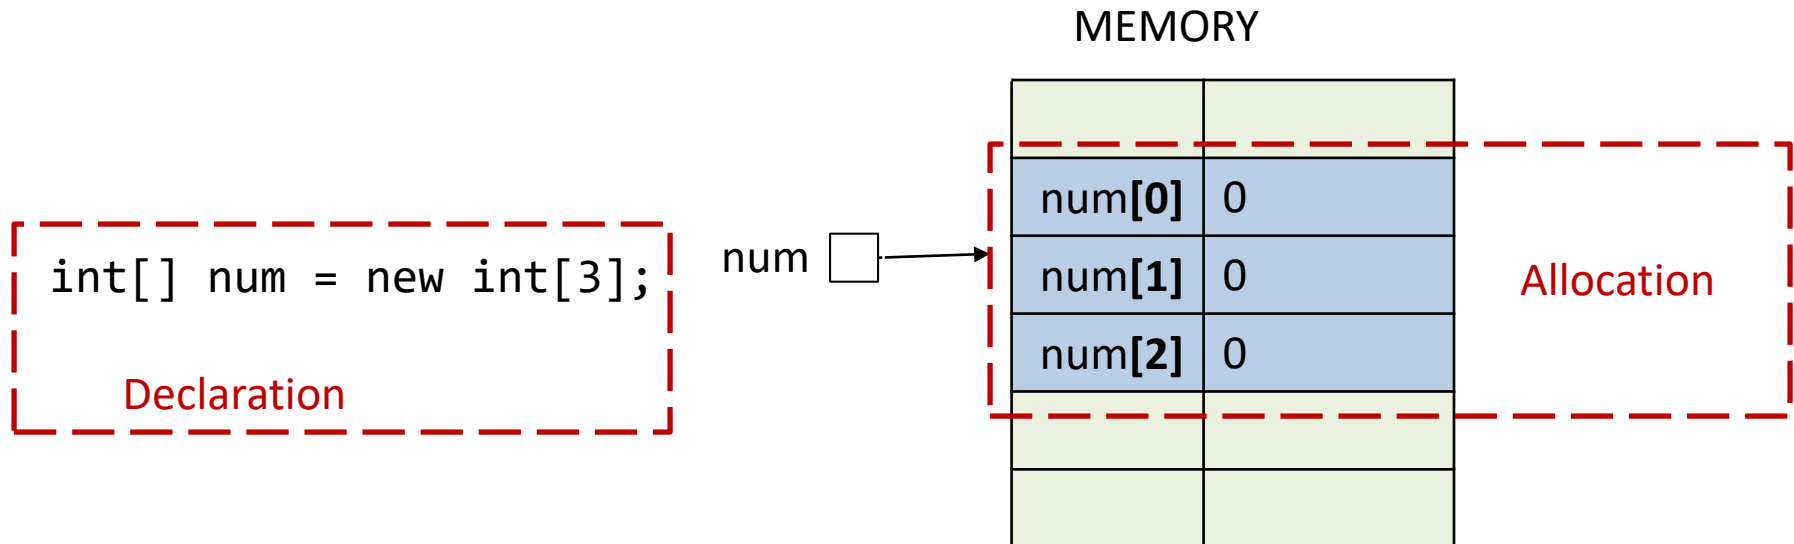 MEMORY
int[] num = new int[3];
Declaration
num
num[0] 0
num[1] 0
num[2] 0
Allocation